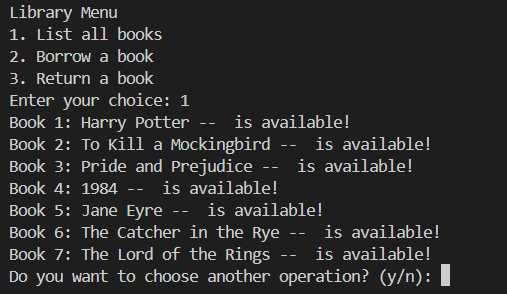 Library Menu
1. List all books
2. Borrow a book
3. Return a book
Enter your choice: 1
Book 1: Harry Potter --  is available!
Book 2: To Kill a Mockingbird --  is available!
Book 3: Pride and Prejudice --  is available!
Book 4: 1984 --  is available!
Book 5: Jane Eyre --  is available!
Book 6: The Catcher in the Rye --  is available!
Book 7: The Lord of the Rings --  is available!
Do you want to choose another operation? (y/n):